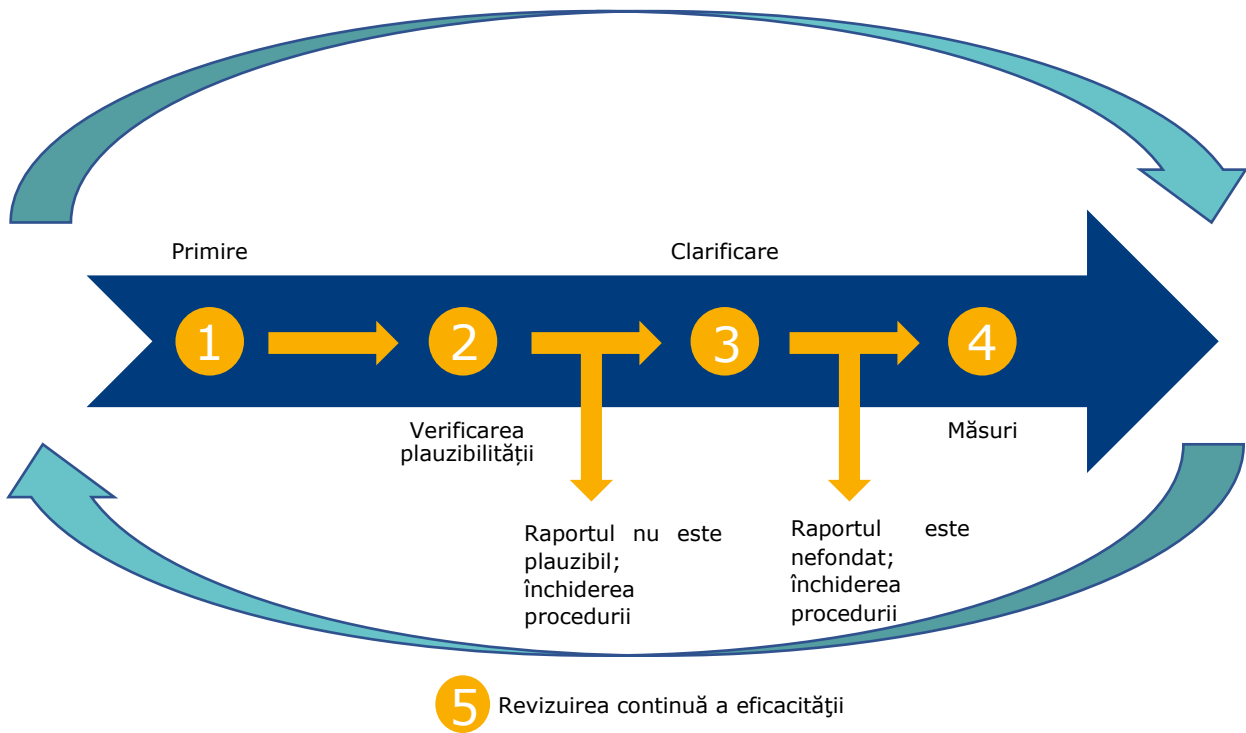 Primire
Clarificare
1
2
3
4
Verificarea
plauzibilității
Măsuri
Raportul nu este
plauzibil;
închiderea
procedurii
Raportul este
nefondat;
închiderea
procedurii
5 Revizuirea continuă a eficacităţii